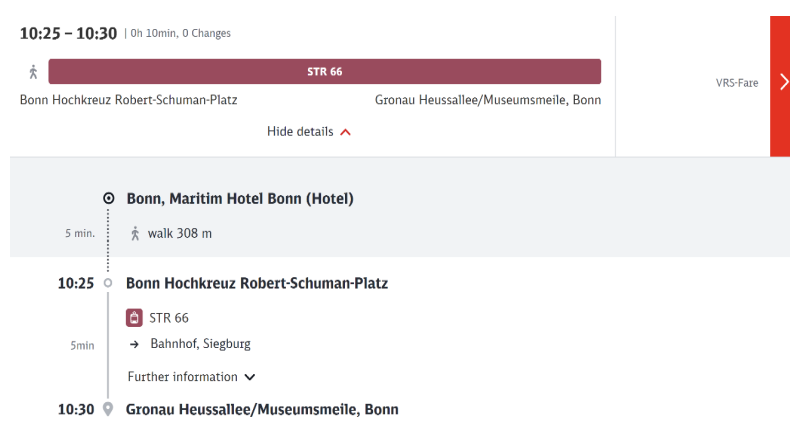 10:25 – 10:30 | 0h 10min, 0 Changes
STR 66
VRS-Fare
Bonn Hochkreuz Robert-Schuman-Platz Gronau Heussallee/Museumsmeile, Bonn
Hide details
Bonn, Maritim Hotel Bonn (Hotel)
5 min. walk 308 m
10:25 Bonn Hochkreuz Robert-Schuman-Platz
STR 66
5min → Bahnhof, Siegburg
Further information
10:30 Gronau Heussallee/Museumsmeile, Bonn